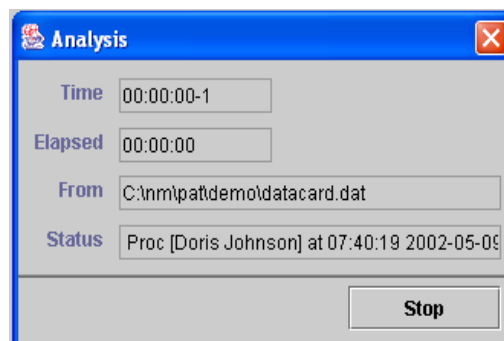 Analysis
Time 00:00:00-1
Elapsed 00:00:00
From C:\nm\pat\demo\datacard.dat
Status Proc [Doris Johnson] at 07:40:19 2002-05-09
Stop